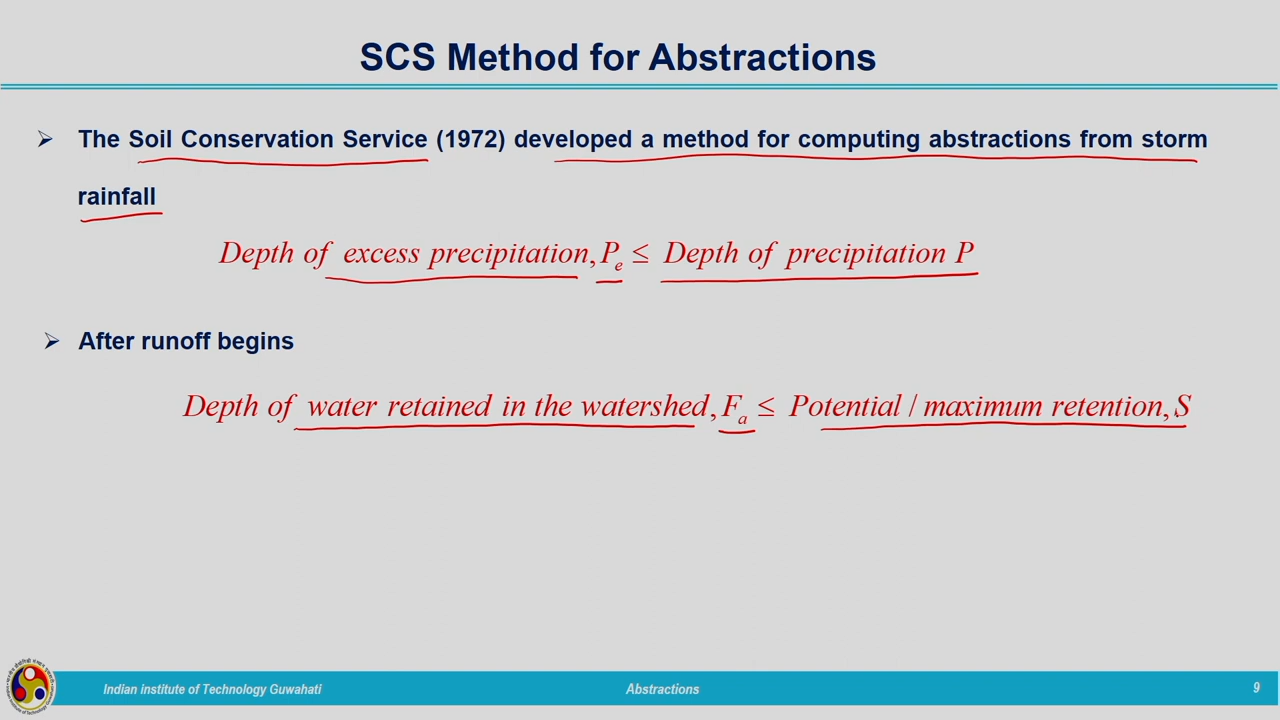 SCS Method for Abstractions
➢ The Soil Conservation Service (1972) developed a method for computing abstractions from storm
rainfall
Depth of excess precipitation, Pₑ ≤ Depth of precipitation P
➢ After runoff begins
Depth of water retained in the watershed, Fₐ ≤ Potential / maximum retention, S
Indian institute of Technology Guwahati Abstractions 9